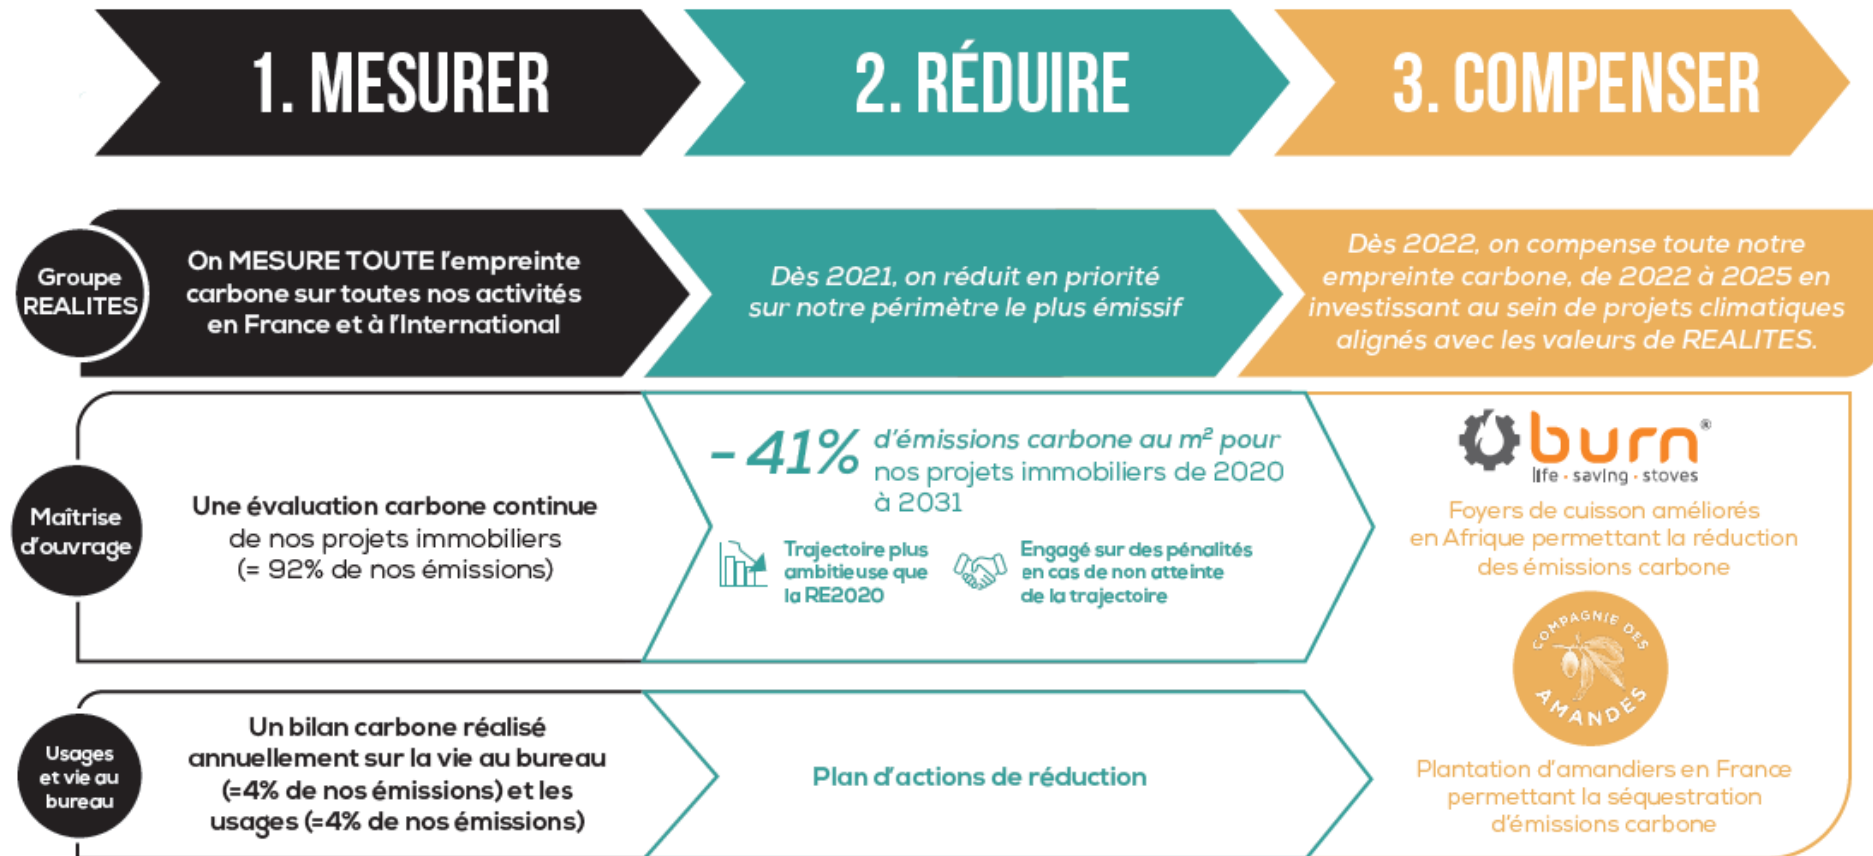 1. MESURER
2. RÉDUIRE
3. COMPENSER
Groupe
REALITES
On MESURE TOUTE l'empreinte
carbone sur toutes nos activités
en France et à l'International
Dès 2021, on réduit en priorité
sur notre périmètre le plus émissif
Dès 2022, on compense toute notre
empreinte carbone, de 2022 à 2025 en
investissant au sein de projets climatiques
alignés avec les valeurs de REALITES.
Maîtrise
d'ouvrage
Une évaluation carbone continue
de nos projets immobiliers
(= 92% de nos émissions)
- 41%
d'émissions carbone au m² pour
nos projets immobiliers de 2020
à 2031
Trajectoire plus
ambitieuse que
la RE2020
Engagé sur des pénalités
en cas de non atteinte
de la trajectoire
burn®
life · saving · stoves
Foyers de cuisson améliorés
en Afrique permettant la réduction
des émissions carbone
COMPAGNIE DES
AMANDES
Plantation d'amandiers en France
permettant la séquestration
d'émissions carbone
Usages
et vie au
bureau
Un bilan carbone réalisé
annuellement sur la vie au bureau
(=4% de nos émissions) et les
usages (=4% de nos émissions)
Plan d'actions de réduction